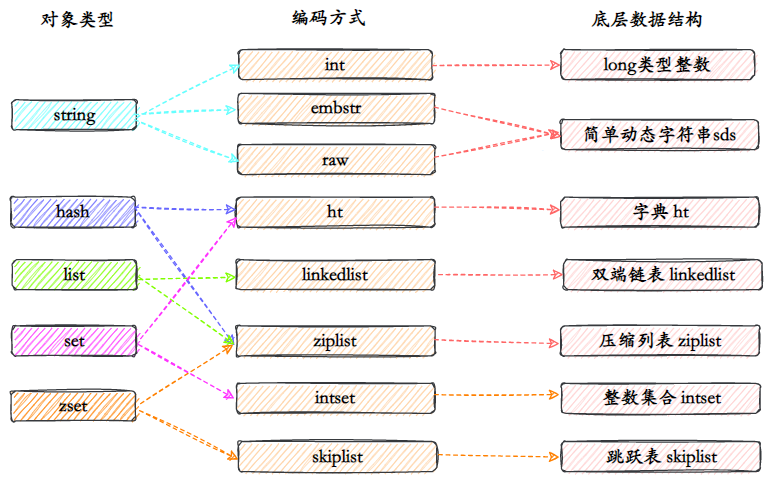 对象类型
编码方式
底层数据结构
string
hash
list
set
zset
int
embstr
raw
ht
linkedlist
ziplist
intset
skiplist
long类型整数
简单动态字符串sds
字典 ht
双端链表 linkedlist
压缩列表 ziplist
整数集合 intset
跳跃表 skiplist